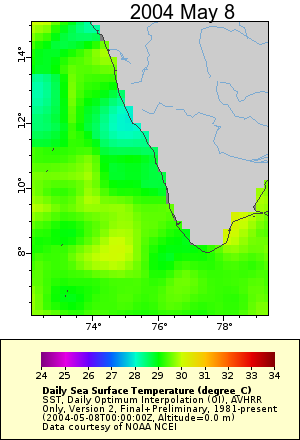 2004 May 8
14°
12°
10°
8°
74°
76°
78°
24 25 26 27 28 29 30 31 32 33 34
Daily Sea Surface Temperature (degree_C)
SST, Daily Optimum Interpolation (OI), AVHRR
Only, Version 2, Final+Preliminary, 1981-present
(2004-05-08T00:00:00Z, Altitude=0.0 m)
Data courtesy of NOAA NCEI